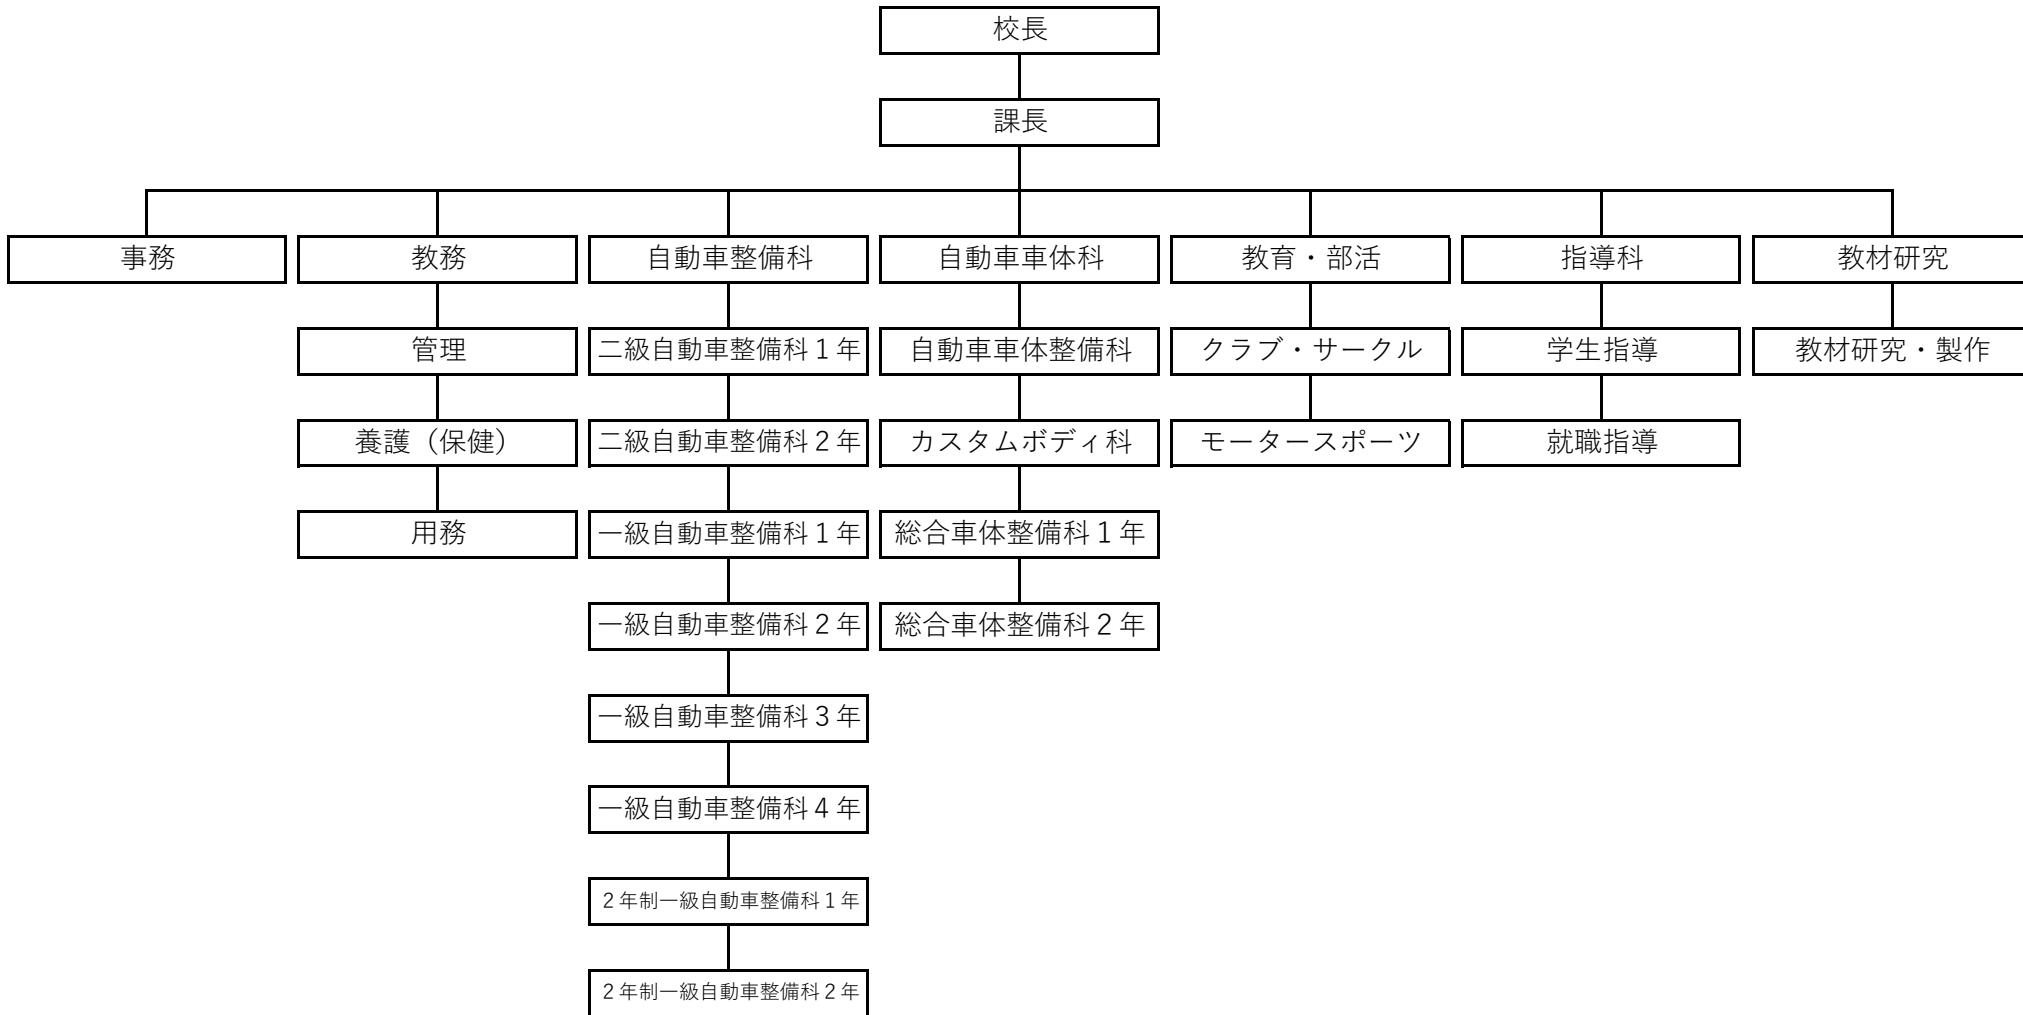 校長
課長
事務
教務
自動車整備科
自動車車体科
教育・部活
指導科
教材研究
管理
二級自動車整備科１年
自動車車体整備科
クラブ・サークル
学生指導
教材研究・製作
養護（保健）
二級自動車整備科２年
カスタムボディ科
モータースポーツ
就職指導
用務
一級自動車整備科１年
総合車体整備科１年
一級自動車整備科２年
総合車体整備科２年
一級自動車整備科３年
一級自動車整備科４年
２年制一級自動車整備科１年
２年制一級自動車整備科２年